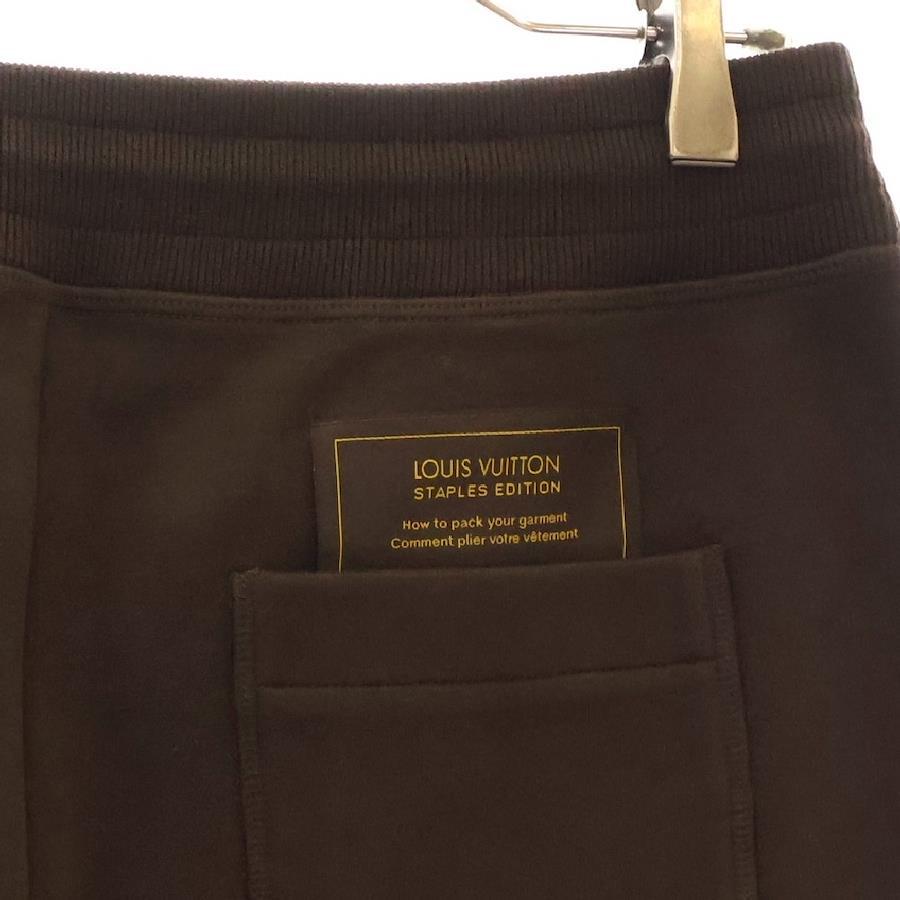 LOUIS VUITTON
STAPLES EDITION
How to pack your garment
Comment plier votre vêtement